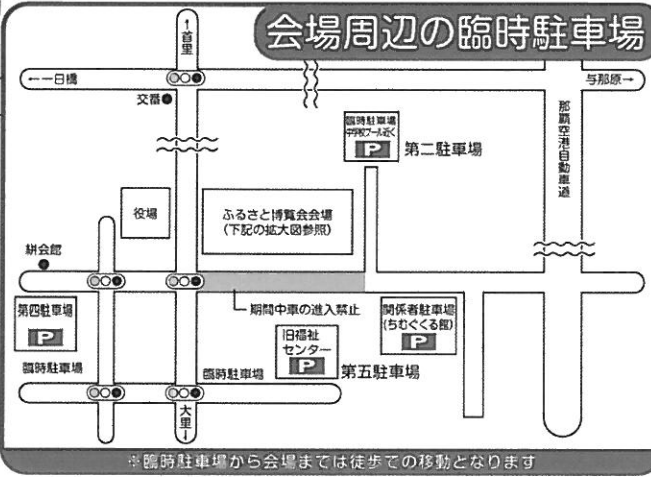 会場周辺の臨時駐車場
↑首里
←一日橋
与那原→
交番
臨時駐車場
中学校プール近く
P
第二駐車場
那覇空港自動車道
役場
ふるさと博覧会会場
(下記の拡大図参照)
絣会館
期間中車の進入禁止
第四駐車場
P
臨時駐車場
関係者駐車場
(ちむぐくる館)
P
旧福祉
センター
P
臨時駐車場
第五駐車場
大里↓
※臨時駐車場から会場までは徒歩での移動となります